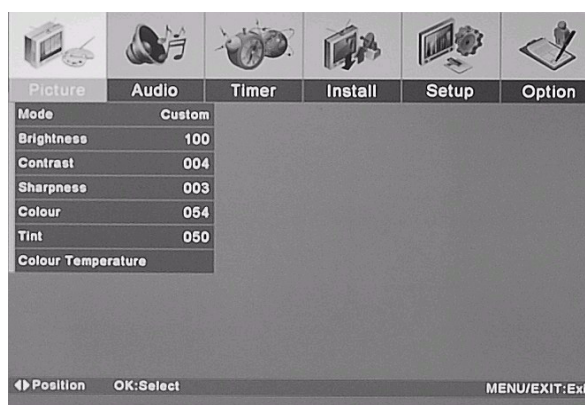 Picture Audio Timer Install Setup Option
Mode Custom
Brightness 100
Contrast 004
Sharpness 003
Colour 054
Tint 050
Colour Temperature
Position OK:Select MENU/EXIT:Exi